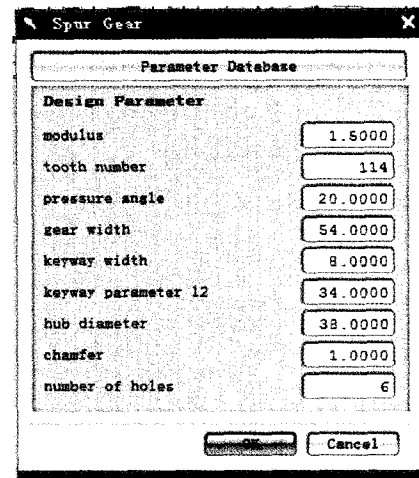 Spur Gear
Parameter Database
Design Parameter
modulus 1.5000
tooth number 114
pressure angle 20.0000
gear width 54.0000
keyway width 8.0000
keyway parameter 12 34.0000
hub diameter 38.0000
chamfer 1.0000
number of holes 6
OK Cancel